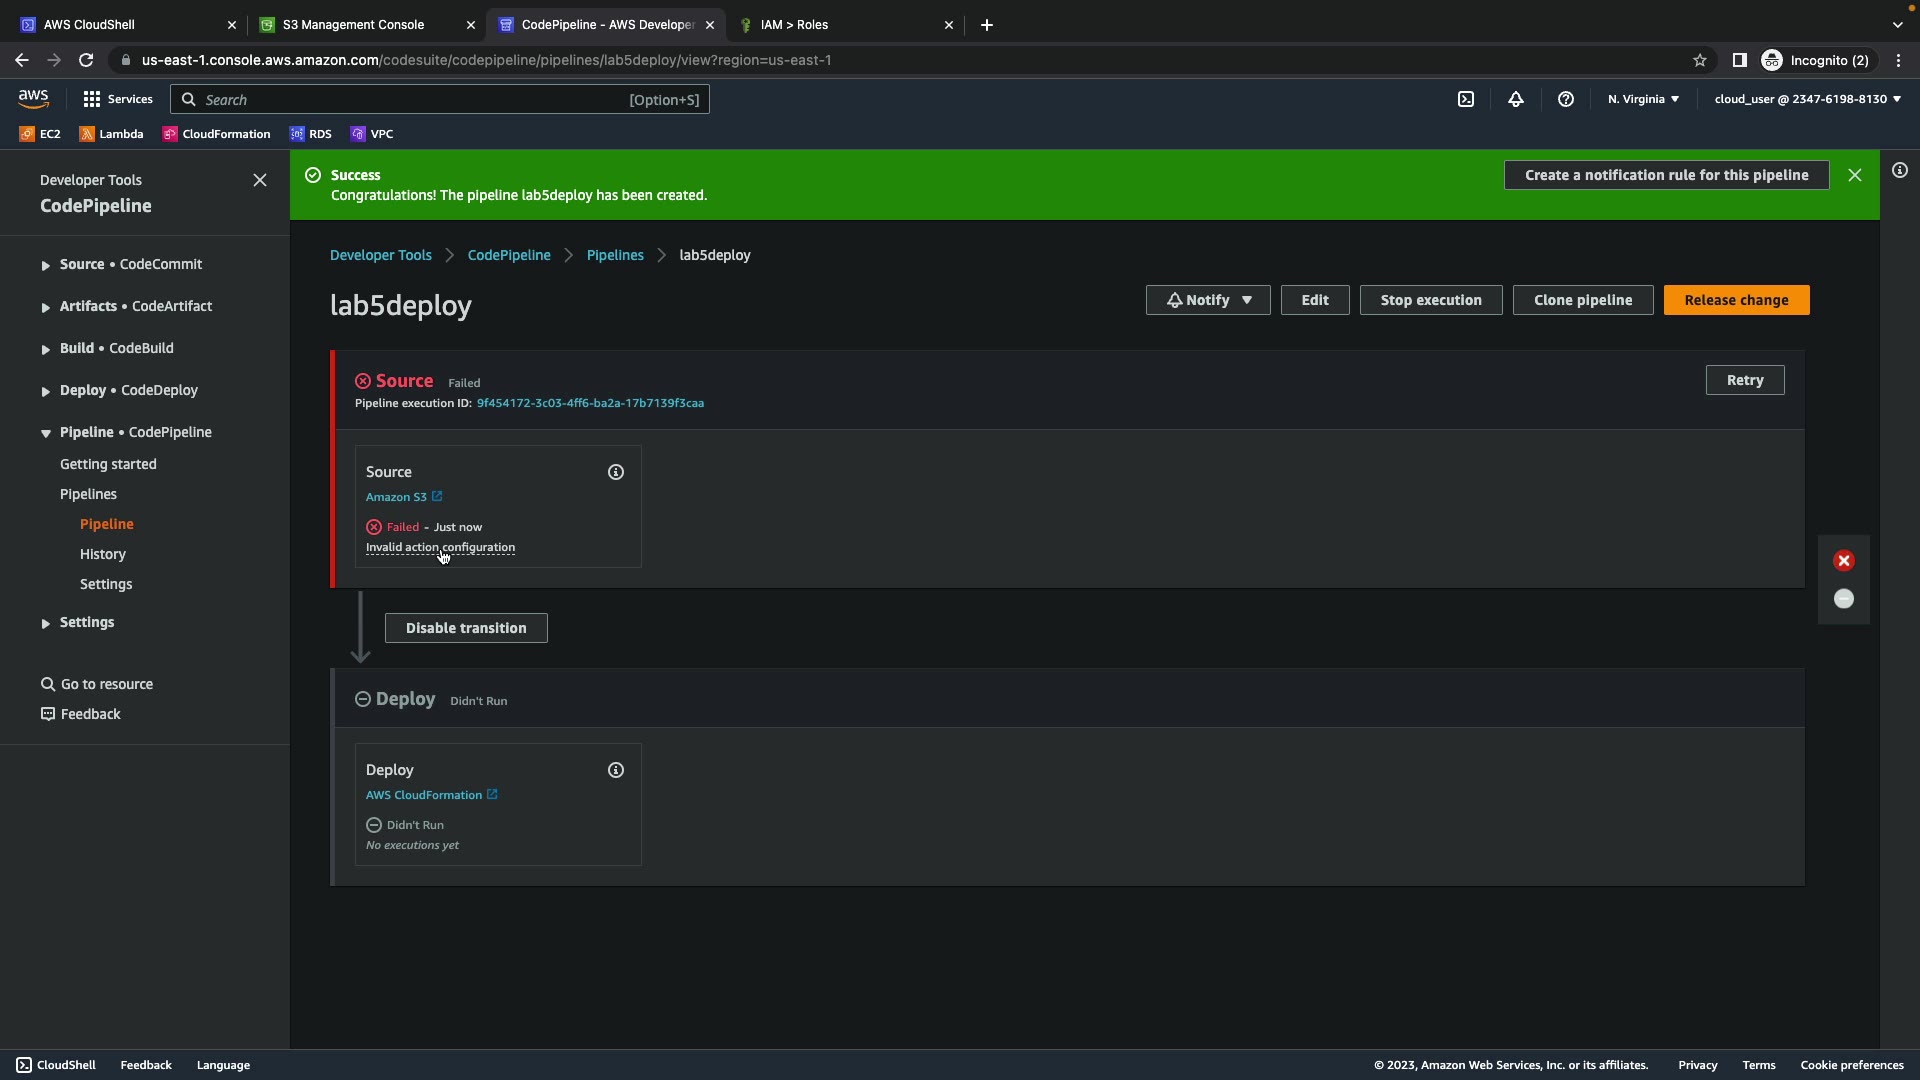 AWS CloudShell
S3 Management Console
CodePipeline - AWS Developer
IAM > Roles
us-east-1.console.aws.amazon.com/codesuite/codepipeline/pipelines/lab5deploy/view?region=us-east-1
Incognito (2)
aws
Services
Search
[Option+S]
N. Virginia
cloud_user @ 2347-6198-8130
EC2
Lambda
CloudFormation
RDS
VPC
Developer Tools
CodePipeline
Source • CodeCommit
Artifacts • CodeArtifact
Build • CodeBuild
Deploy • CodeDeploy
Pipeline • CodePipeline
Getting started
Pipelines
Pipeline
History
Settings
Settings
Go to resource
Feedback
Success
Congratulations! The pipeline lab5deploy has been created.
Create a notification rule for this pipeline
Developer Tools
CodePipeline
Pipelines
lab5deploy
lab5deploy
Notify
Edit
Stop execution
Clone pipeline
Release change
Source Failed
Pipeline execution ID: 9f454172-3c03-4ff6-ba2a-17b7139f3caa
Retry
Source
Amazon S3
Failed - Just now
Invalid action configuration
Disable transition
Deploy Didn't Run
Deploy
AWS CloudFormation
Didn't Run
No executions yet
CloudShell
Feedback
Language
© 2023, Amazon Web Services, Inc. or its affiliates.
Privacy
Terms
Cookie preferences